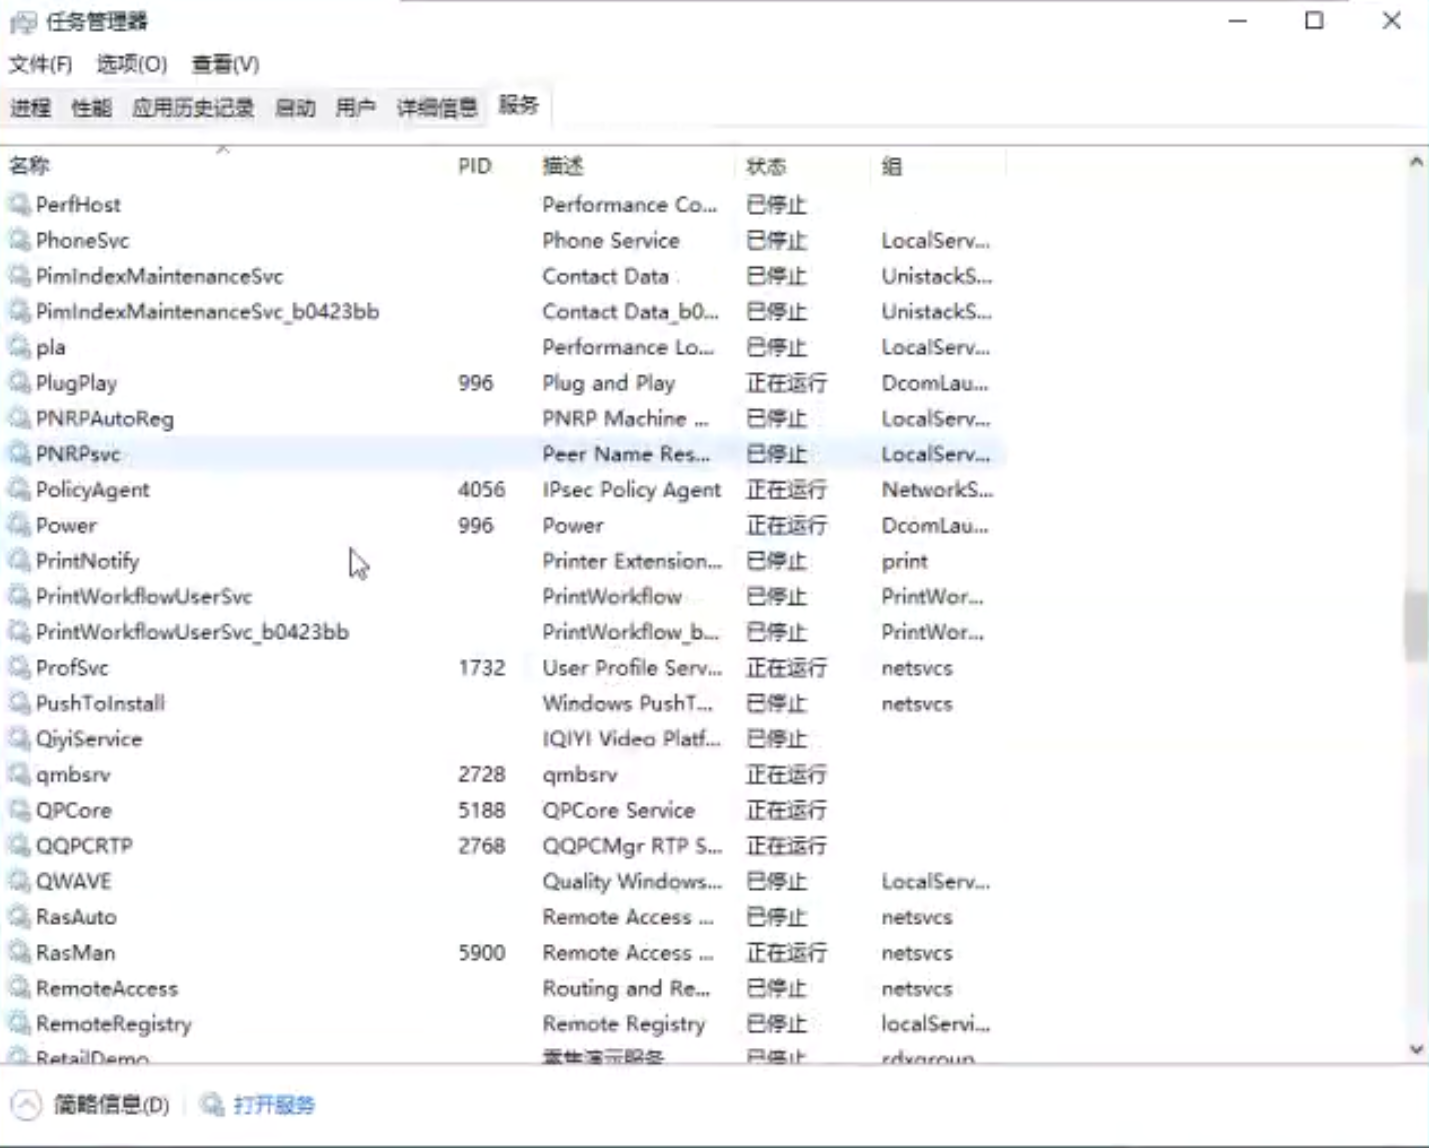 任务管理器
文件(F) 选项(O) 查看(V)
进程 性能 应用历史记录 启动 用户 详细信息 服务
名称 PID 描述 状态 组
PerfHost Performance Co... 已停止
PhoneSvc Phone Service 已停止 LocalServ...
PimIndexMaintenanceSvc Contact Data 已停止 UnistackS...
PimIndexMaintenanceSvc_b0423bb Contact Data_b0... 已停止 UnistackS...
pla Performance Lo... 已停止 LocalServ...
PlugPlay 996 Plug and Play 正在运行 DcomLau...
PNRPAutoReg PNRP Machine ... 已停止 LocalServ...
PNRPsvc Peer Name Res... 已停止 LocalServ...
PolicyAgent 4056 IPsec Policy Agent 正在运行 NetworkS...
Power 996 Power 正在运行 DcomLau...
PrintNotify Printer Extension... 已停止 print
PrintWorkflowUserSvc PrintWorkflow 已停止 PrintWor...
PrintWorkflowUserSvc_b0423bb PrintWorkflow_b... 已停止 PrintWor...
ProfSvc 1732 User Profile Serv... 正在运行 netsvcs
PushToInstall Windows PushT... 已停止 netsvcs
QiyiService IQIYI Video Platf... 已停止
qmbsrv 2728 qmbsrv 正在运行
QPCore 5188 QPCore Service 正在运行
QQPCRTP 2768 QQPCMgr RTP S... 正在运行
QWAVE Quality Windows... 已停止 LocalServ...
RasAuto Remote Access ... 已停止 netsvcs
RasMan 5900 Remote Access ... 正在运行 netsvcs
RemoteAccess Routing and Re... 已停止 netsvcs
RemoteRegistry Remote Registry 已停止 localServi...
RetailDemo 零售演示服务 已停止 rdxgroup
简略信息(D) 打开服务